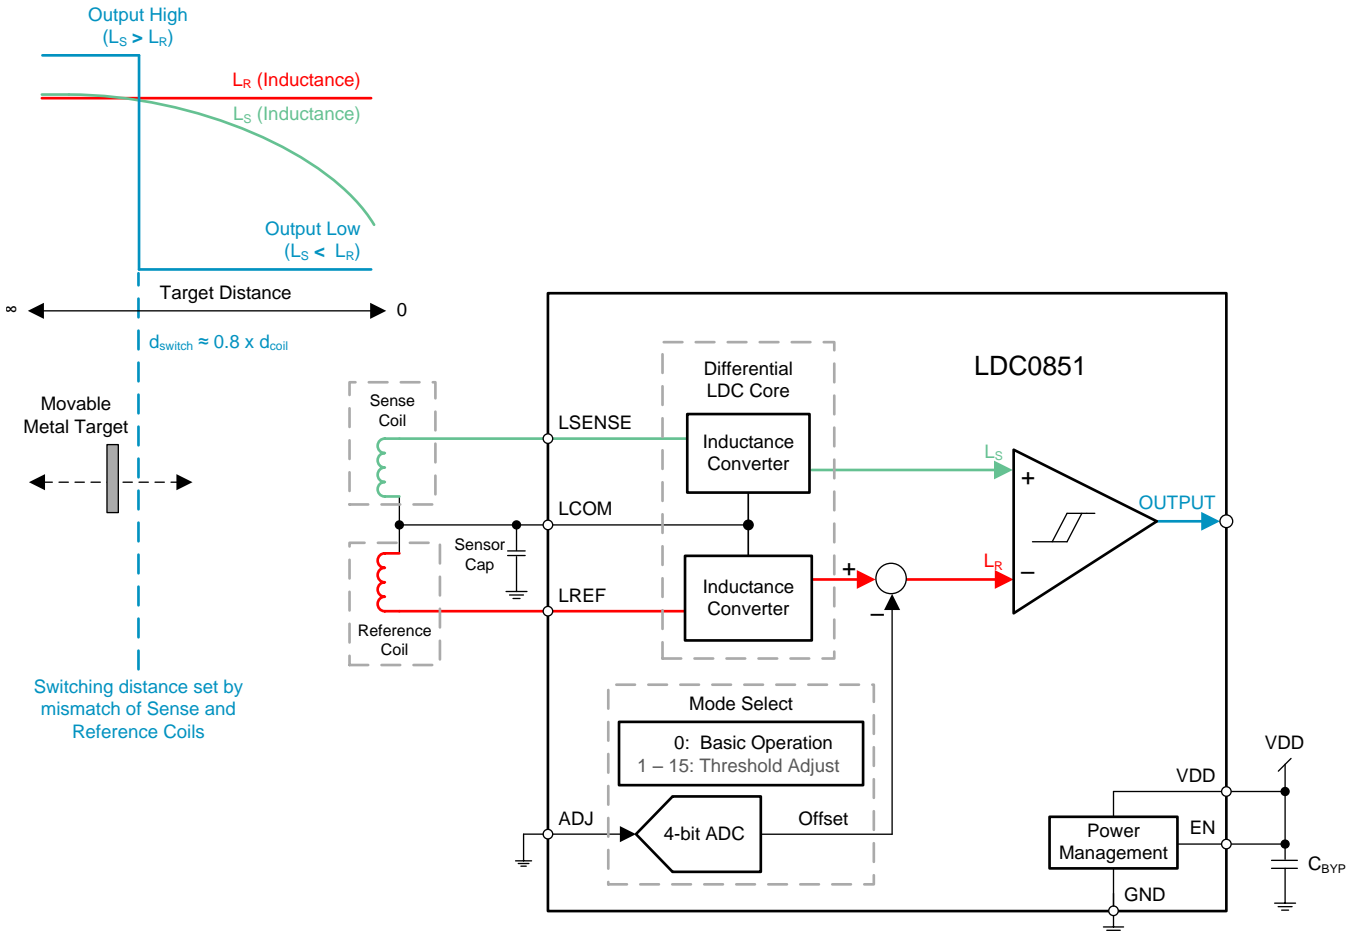 Output High
(LS > LR)
LR (Inductance)
LS (Inductance)
Output Low
(LS < LR)
Target Distance
∞
0
dswitch ≈ 0.8 x dcoil
Movable
Metal Target
Switching distance set by
mismatch of Sense and
Reference Coils
Sense
Coil
Reference
Coil
Sensor
Cap
LSENSE
LCOM
LREF
ADJ
Differential
LDC Core
Inductance
Converter
Inductance
Converter
LDC0851
LS
+
LR
−
+
−
OUTPUT
Mode Select
0: Basic Operation
1 – 15: Threshold Adjust
4-bit ADC
Offset
VDD
VDD
EN
Power
Management
GND
CBYP